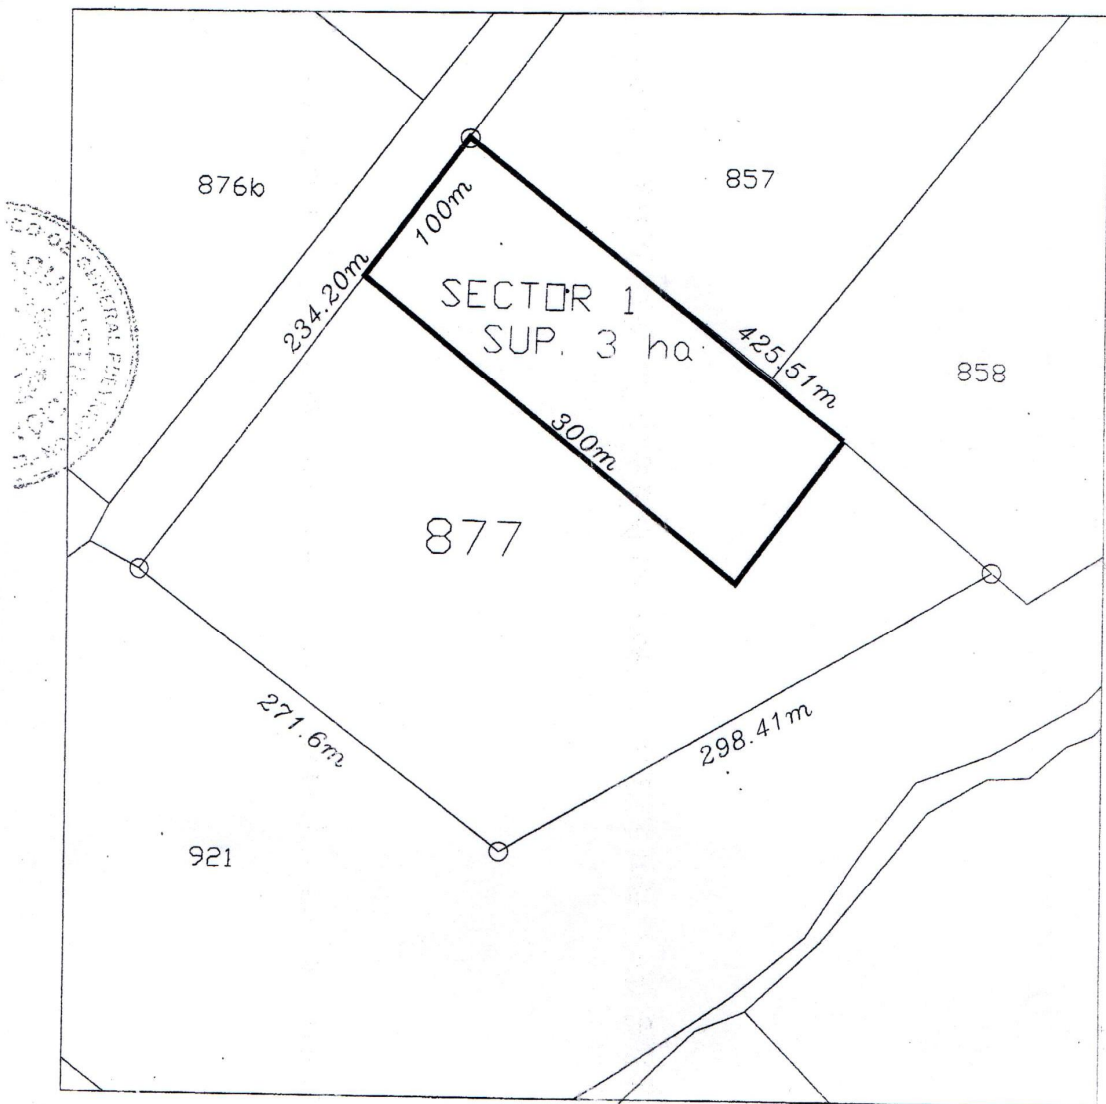 876b
857
100m
234.20m
SECTOR 1
SUP. 3 ha
425.51m
858
300m
877
271.6m
298.41m
921
GENERAL